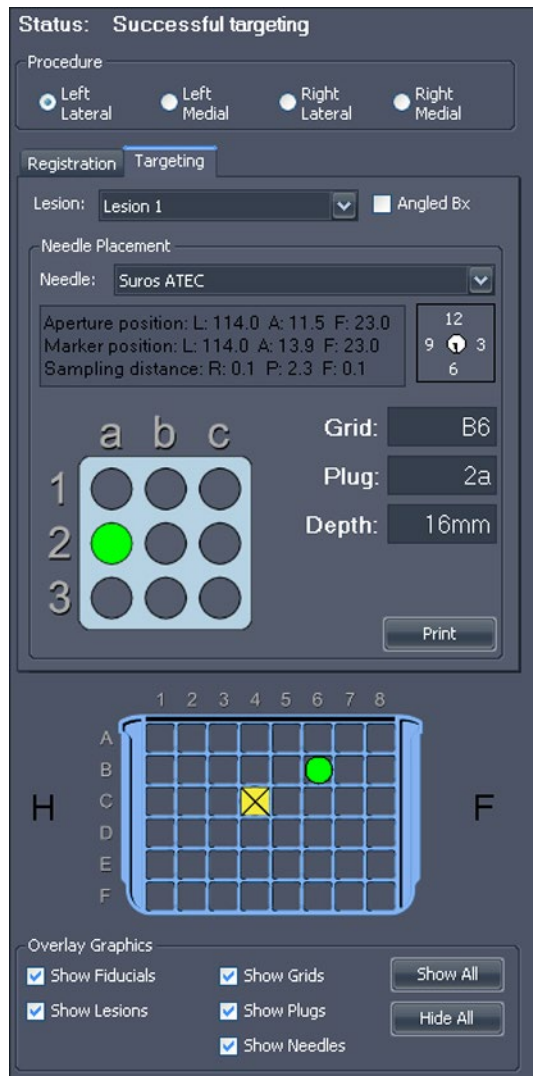 Status: Successful targeting
Procedure
Left Lateral Left Medial Right Lateral Right Medial
Registration Targeting
Lesion: Lesion 1 Angled Bx
Needle Placement
Needle: Suros ATEC
Aperture position: L: 114.0 A: 11.5 F: 23.0
Marker position: L: 114.0 A: 13.9 F: 23.0
Sampling distance: R: 0.1 P: 2.3 F: 0.1
12
9 3
6
a b c
1
2
3
Grid: B6
Plug: 2a
Depth: 16mm
Print
1 2 3 4 5 6 7 8
A
B
C
D
E
F
H F
Overlay Graphics
Show Fiducials Show Grids Show All
Show Lesions Show Plugs Hide All
Show Needles